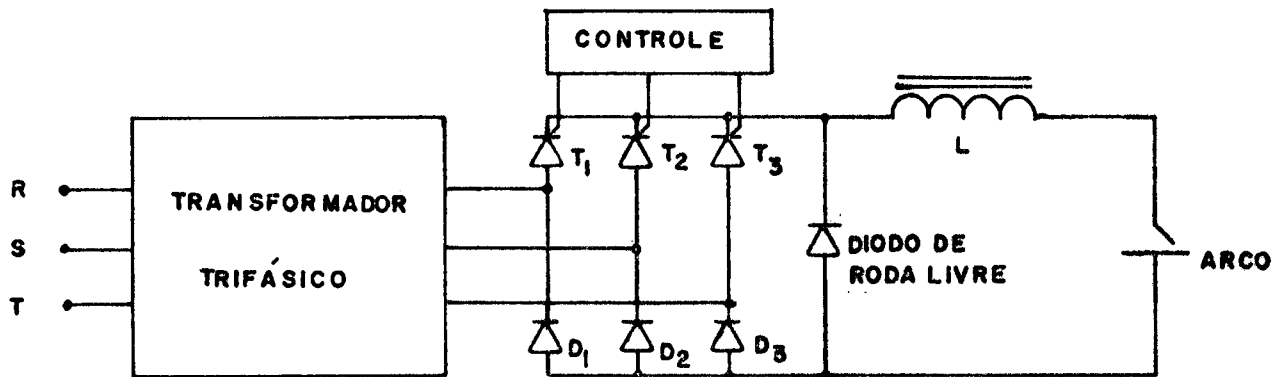 CONTROLE
T1
T2
T3
L
R
S
T
TRANSFORMADOR
TRIFÁSICO
DIODO DE
RODA LIVRE
ARCO
D1
D2
D3